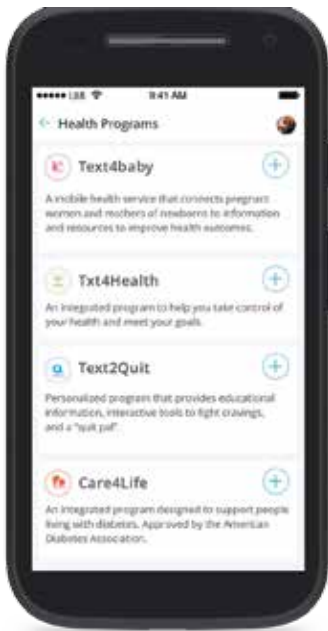 9:41 AM
Health Programs
Text4baby
A mobile health service that connects pregnant
women and mothers of newborns to information
and resources to improve health outcomes.
Txt4Health
An integrated program to help you take control of
your health and meet your goals.
Text2Quit
Personalized program that provides educational
information, interactive tools to fight cravings,
and a "quit pal".
Care4Life
An integrated program designed to support people
living with diabetes. Approved by the American
Diabetes Association.